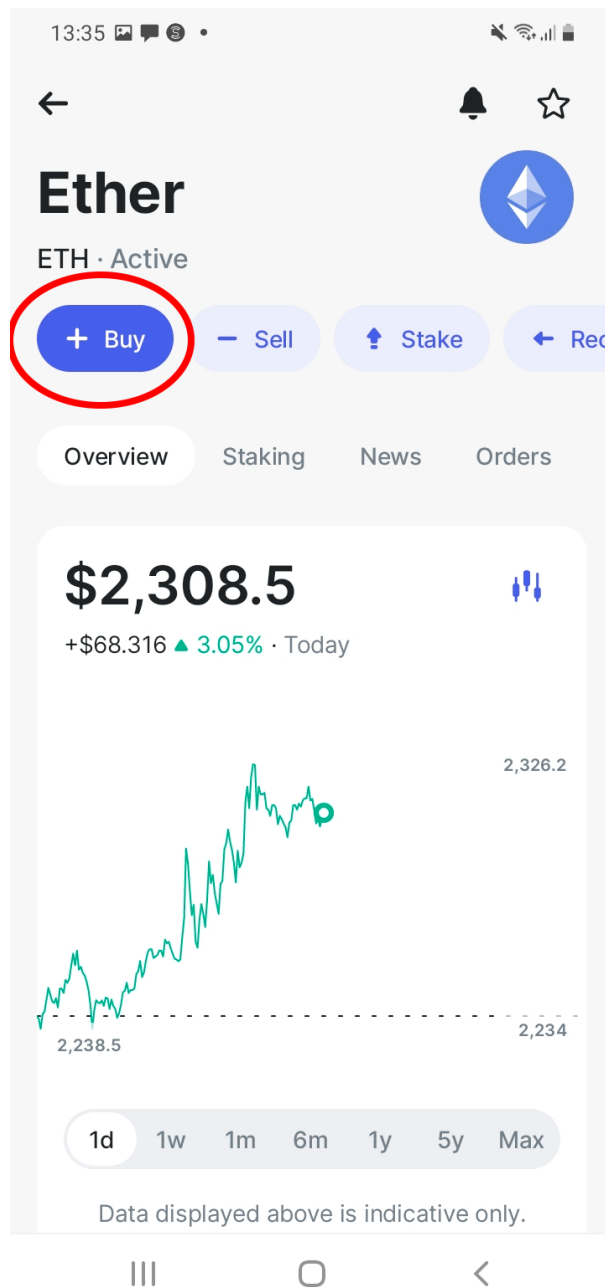 13:35
Ether
ETH · Active
+ Buy − Sell Stake Rec
Overview Staking News Orders
$2,308.5
+$68.316 ▲ 3.05% · Today
2,326.2
2,234
2,238.5
1d 1w 1m 6m 1y 5y Max
Data displayed above is indicative only.